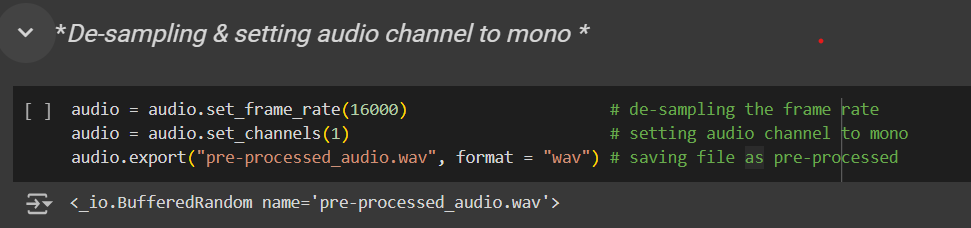 *De-sampling & setting audio channel to mono *
[ ] audio = audio.set_frame_rate(16000) # de-sampling the frame rate
audio = audio.set_channels(1) # setting audio channel to mono
audio.export("pre-processed_audio.wav", format = "wav") # saving file as pre-processed
<_io.BufferedRandom name='pre-processed_audio.wav'>